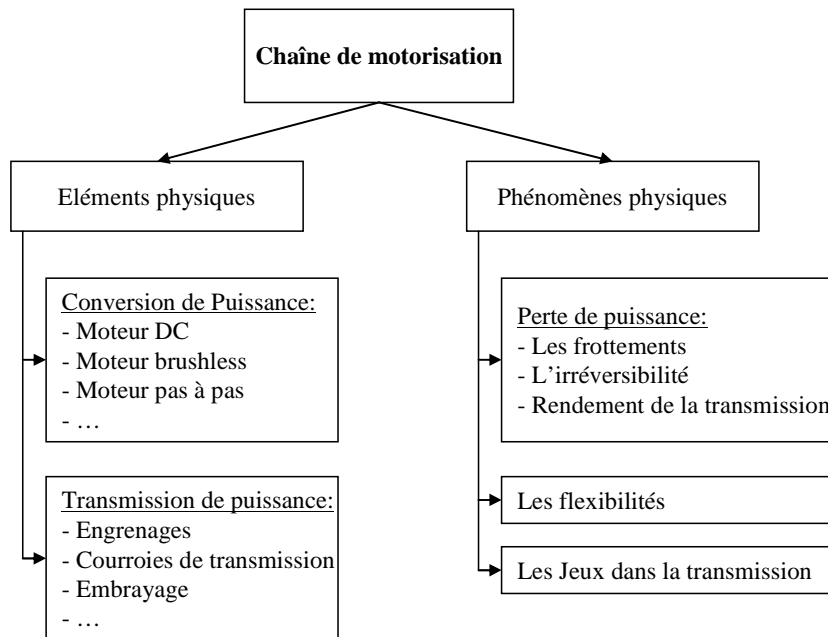 Chaîne de motorisation
Eléments physiques
Phénomènes physiques
Conversion de Puissance:
- Moteur DC
- Moteur brushless
- Moteur pas à pas
- …
Transmission de puissance:
- Engrenages
- Courroies de transmission
- Embrayage
- …
Perte de puissance:
- Les frottements
- L’irréversibilité
- Rendement de la transmission
Les flexibilités
Les Jeux dans la transmission